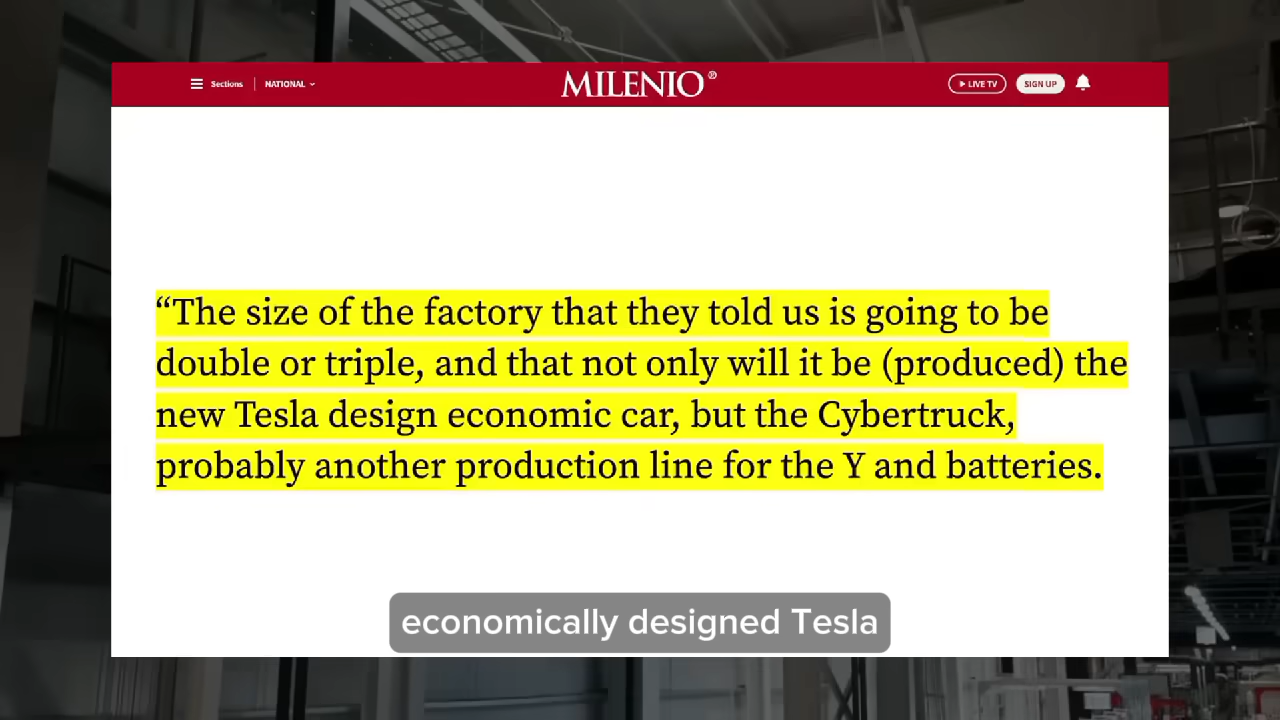 Sections NATIONAL MILENIO® LIVE TV SIGN UP
“The size of the factory that they told us is going to be
double or triple, and that not only will it be (produced) the
new Tesla design economic car, but the Cybertruck,
probably another production line for the Y and batteries.
economically designed Tesla